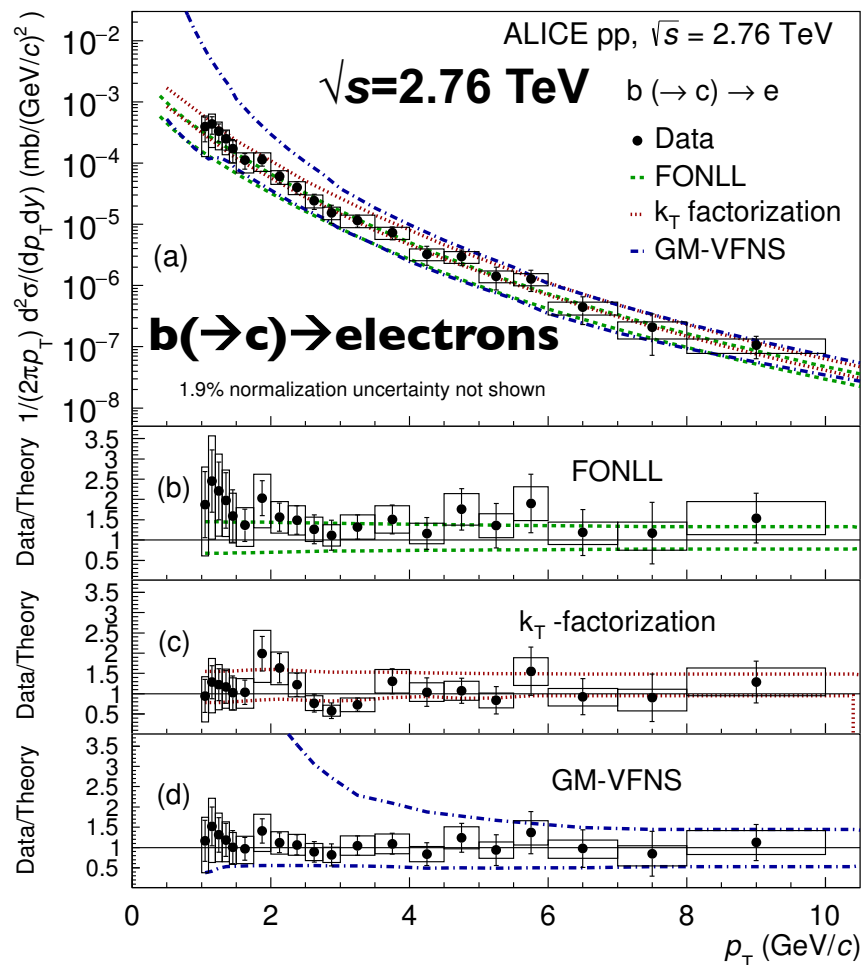 1/(2πp_T) d²σ/(dp_Tdy) (mb/(GeV/c)²)
10⁻²
10⁻³
10⁻⁴
10⁻⁵
10⁻⁶
10⁻⁷
10⁻⁸
ALICE pp, √s = 2.76 TeV
√s=2.76 TeV
b (→ c) → e
Data
FONLL
k_T factorization
GM-VFNS
(a)
b(→c)→electrons
1.9% normalization uncertainty not shown
Data/Theory
3.5
3
2.5
2
1.5
1
0.5
(b)
FONLL
Data/Theory
3.5
3
2.5
2
1.5
1
0.5
(c)
k_T -factorization
Data/Theory
3.5
3
2.5
2
1.5
1
0.5
(d)
GM-VFNS
0 2 4 6 8 10
p_T (GeV/c)